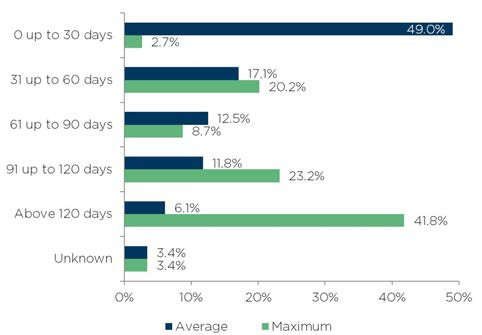 0 up to 30 days
49.0%
2.7%
31 up to 60 days
17.1%
20.2%
61 up to 90 days
12.5%
8.7%
91 up to 120 days
11.8%
23.2%
Above 120 days
6.1%
41.8%
Unknown
3.4%
3.4%
0% 10% 20% 30% 40% 50%
Average Maximum